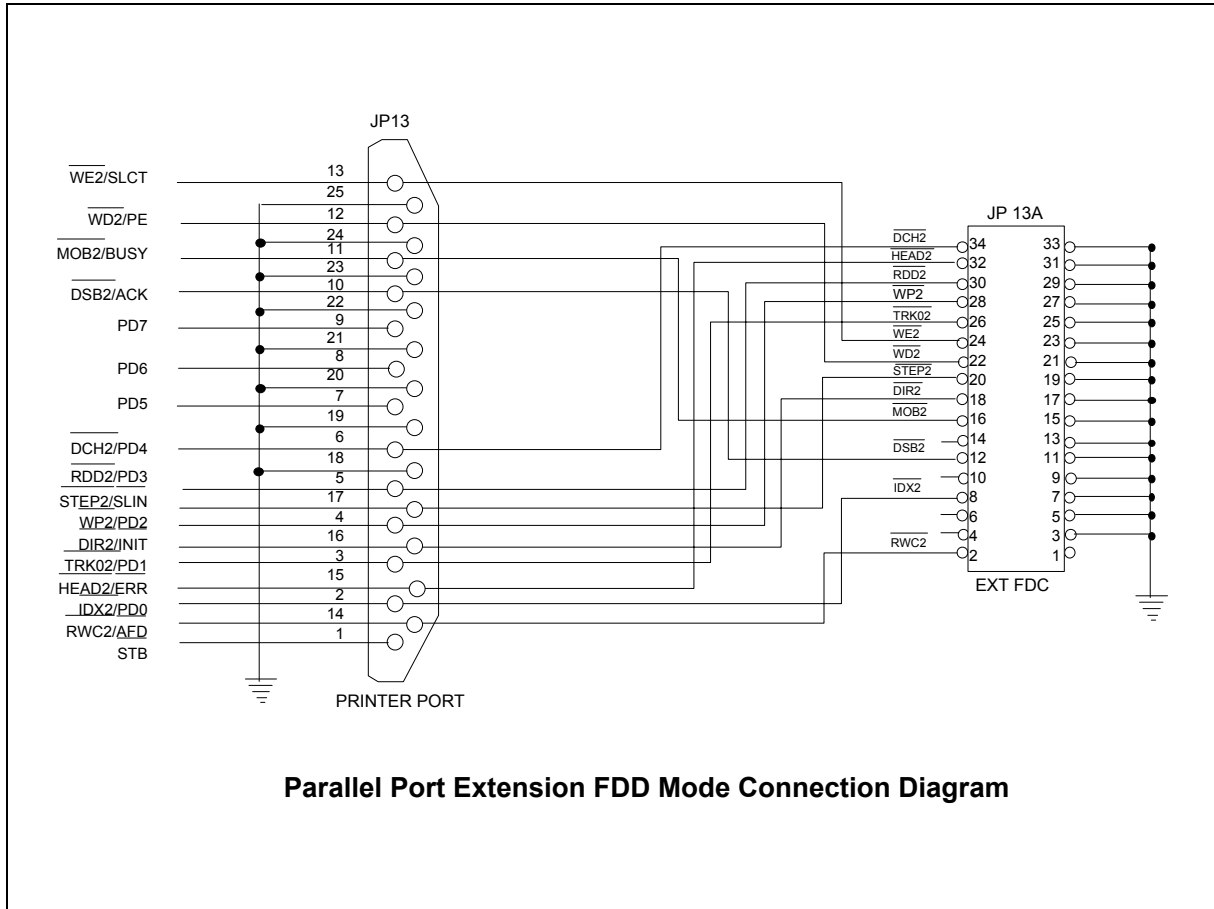 JP13
WE2/SLCT
WD2/PE
MOB2/BUSY
DSB2/ACK
PD7
PD6
PD5
DCH2/PD4
RDD2/PD3
STEP2/SLIN
WP2/PD2
DIR2/INIT
TRK02/PD1
HEAD2/ERR
IDX2/PD0
RWC2/AFD
STB
13
25
12
24
11
23
10
22
9
21
8
20
7
19
6
18
5
17
4
16
3
15
2
14
1
PRINTER PORT
JP 13A
DCH2
HEAD2
RDD2
WP2
TRK02
WE2
WD2
STEP2
DIR2
MOB2
DSB2
IDX2
RWC2
34 33
32 31
30 29
28 27
26 25
24 23
22 21
20 19
18 17
16 15
14 13
12 11
10 9
8 7
6 5
4 3
2 1
EXT FDC
Parallel Port Extension FDD Mode Connection Diagram